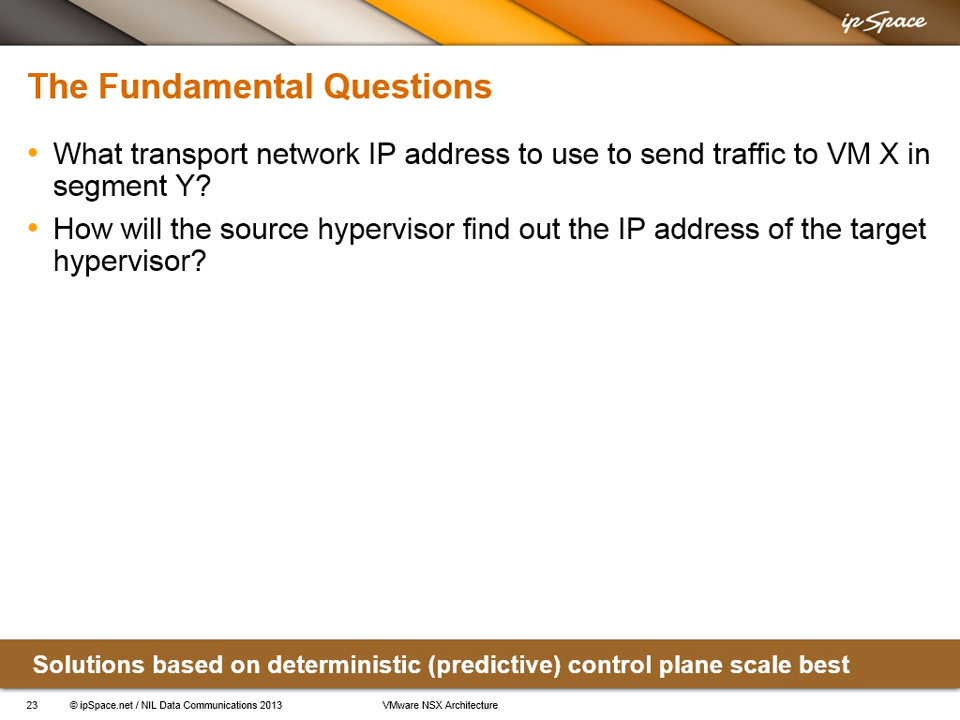 ip Space
The Fundamental Questions
• What transport network IP address to use to send traffic to VM X in
segment Y?
• How will the source hypervisor find out the IP address of the target
hypervisor?
Solutions based on deterministic (predictive) control plane scale best
23 © ipSpace.net / NIL Data Communications 2013 VMware NSX Architecture